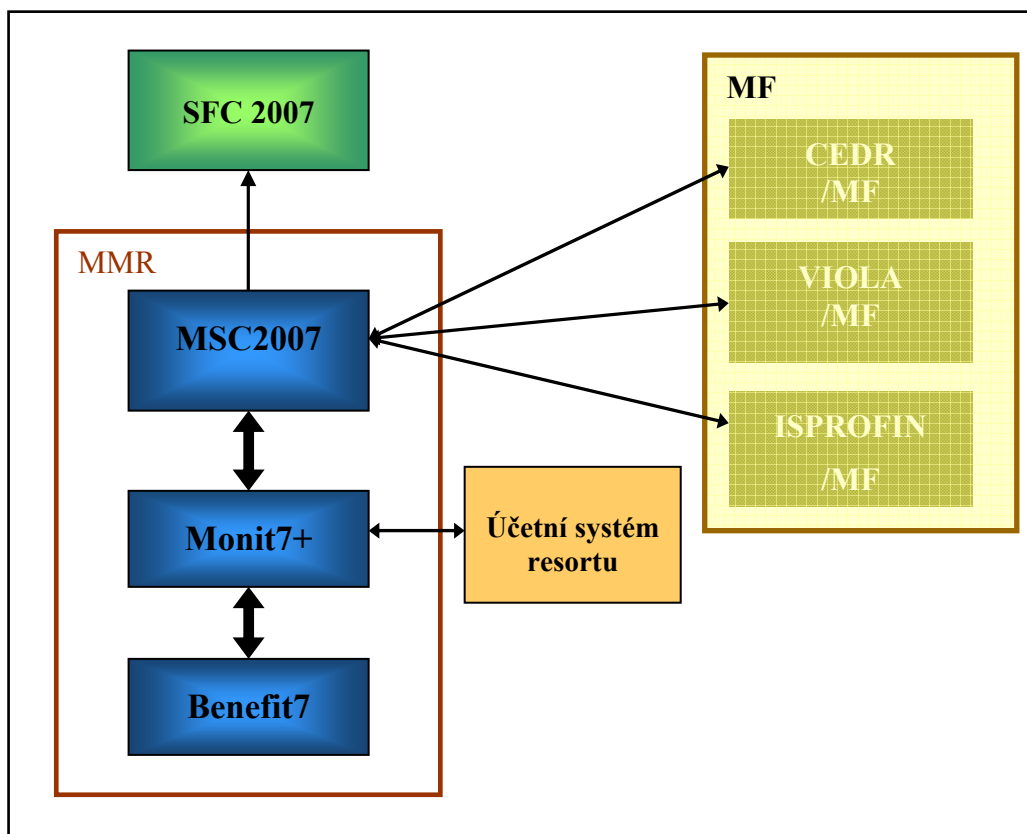 SFC 2007
MMR
MSC2007
Monit7+
Benefit7
Účetní systém
resortu
MF
CEDR
/MF
VIOLA
/MF
ISPROFIN
/MF